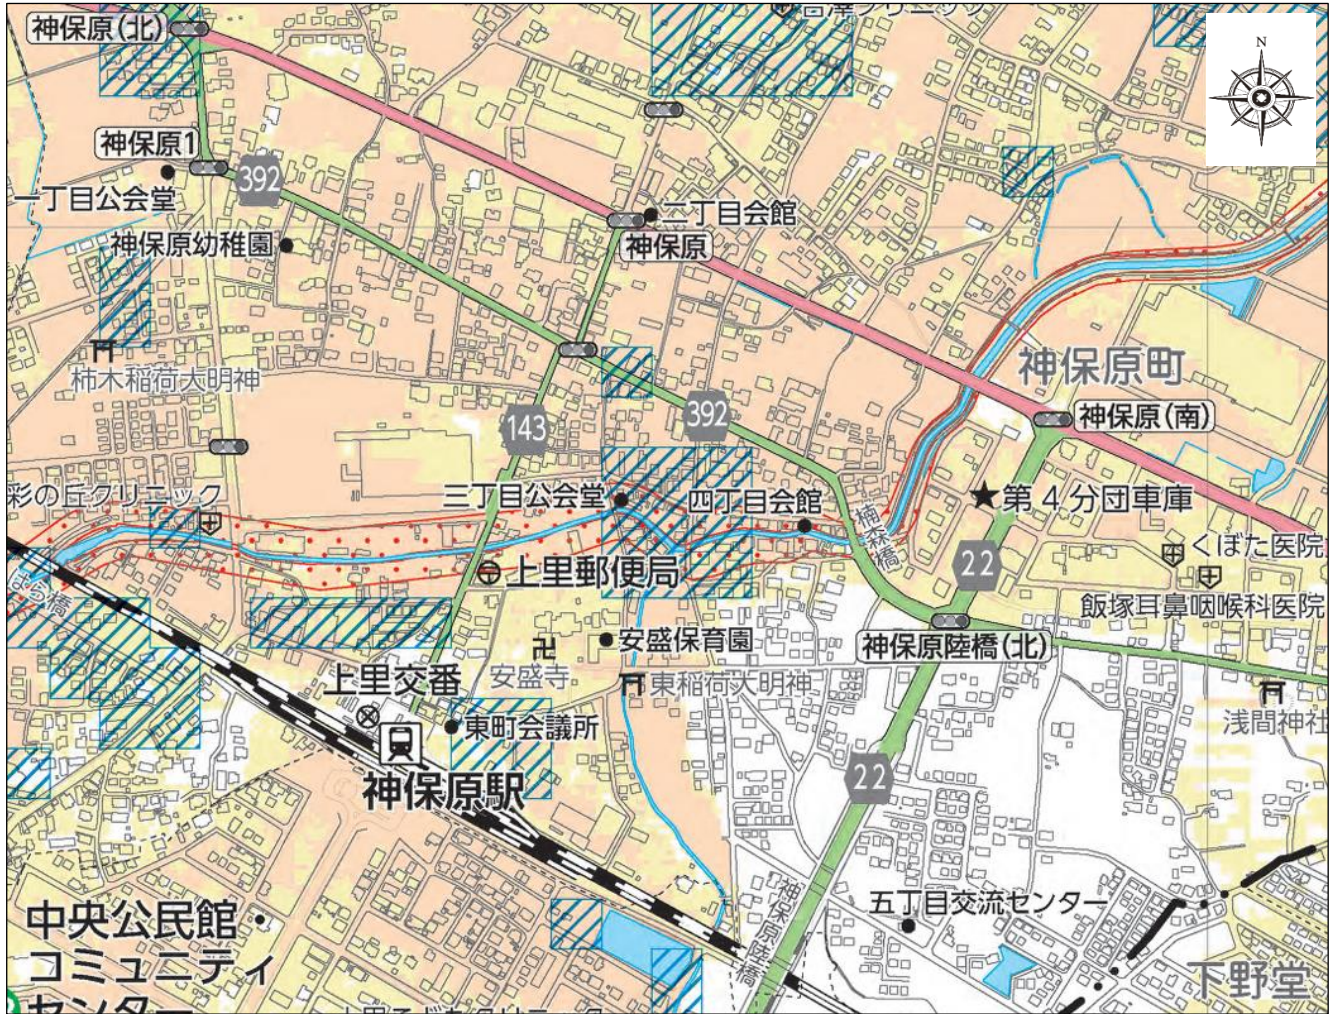 神保原(北)
N
神保原1
392
一丁目公会堂
二丁目会館
神保原
神保原幼稚園
神保原町
柿木稲荷大明神
392
143
神保原(南)
彩の丘クリニック
三丁目公会堂
四丁目会館
第4分団車庫
楠森橋
くぼた医院
22
上里郵便局
飯塚耳鼻咽喉科医院
安盛保育園
神保原陸橋(北)
上里交番
安盛寺
東稲荷大明神
浅間神社
東町会議所
神保原駅
22
五丁目交流センター
中央公民館
コミュニティ
センター
神保原陸橋
下野堂